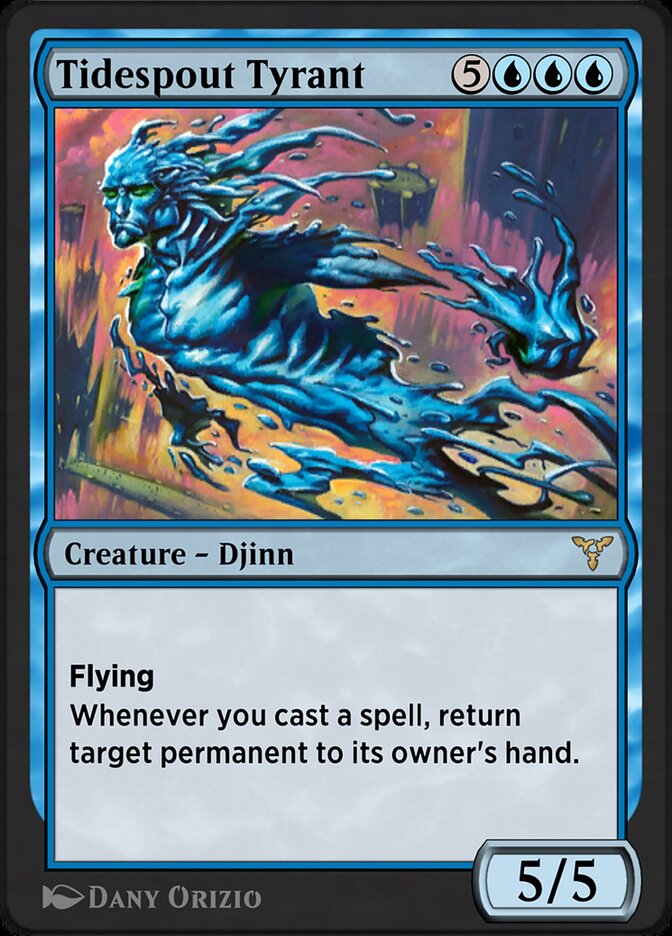 Tidespout Tyrant 5
Creature – Djinn
Flying
Whenever you cast a spell, return
target permanent to its owner's hand.
5/5
Dany Orizio